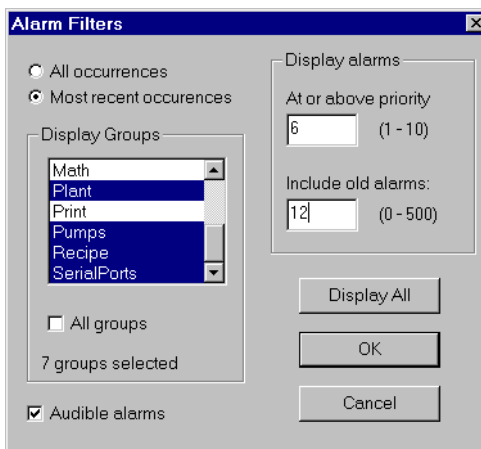 Alarm Filters
All occurrences
Most recent occurences
Display Groups
Math
Plant
Print
Pumps
Recipe
SerialPorts
All groups
7 groups selected
Audible alarms
Display alarms
At or above priority
6 (1 - 10)
Include old alarms:
12 (0 - 500)
Display All
OK
Cancel